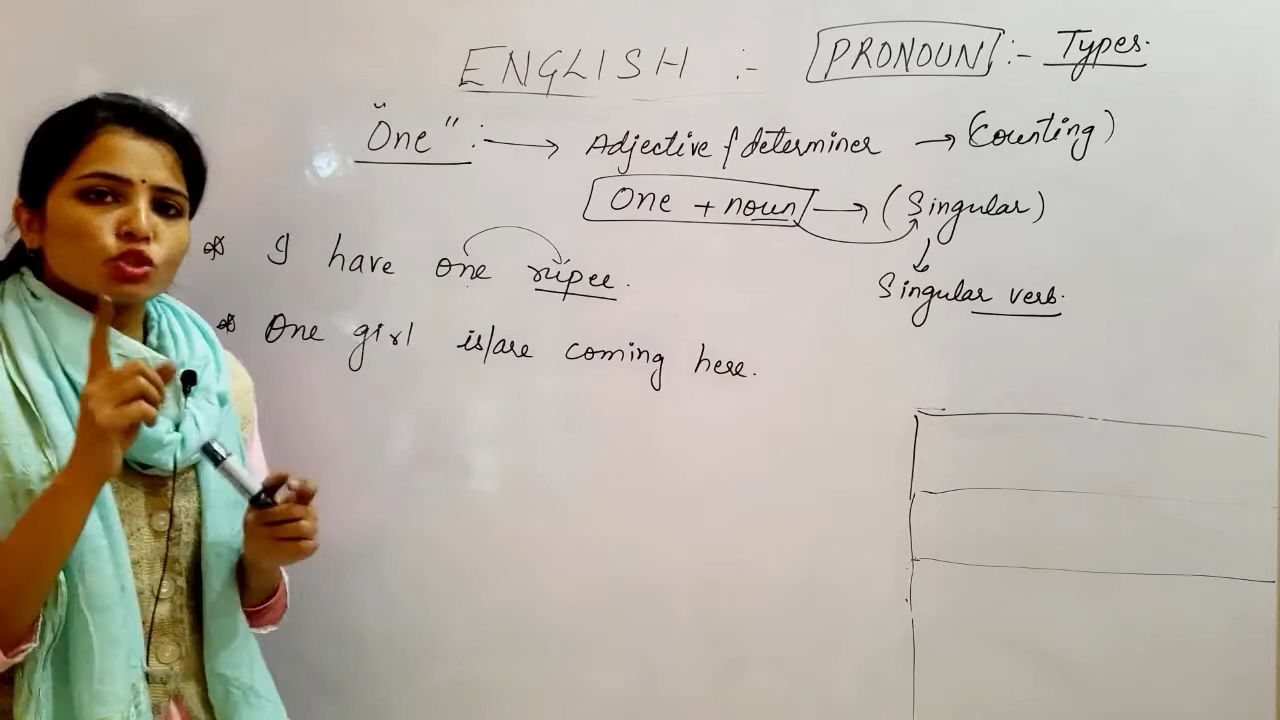 ENGLISH :- PRONOUN :- Types.
"One" : → Adjective / determiner → (Counting)
One + noun → (Singular)
↓
Singular verb.
* I have one rupee.
* One girl is/are coming here.